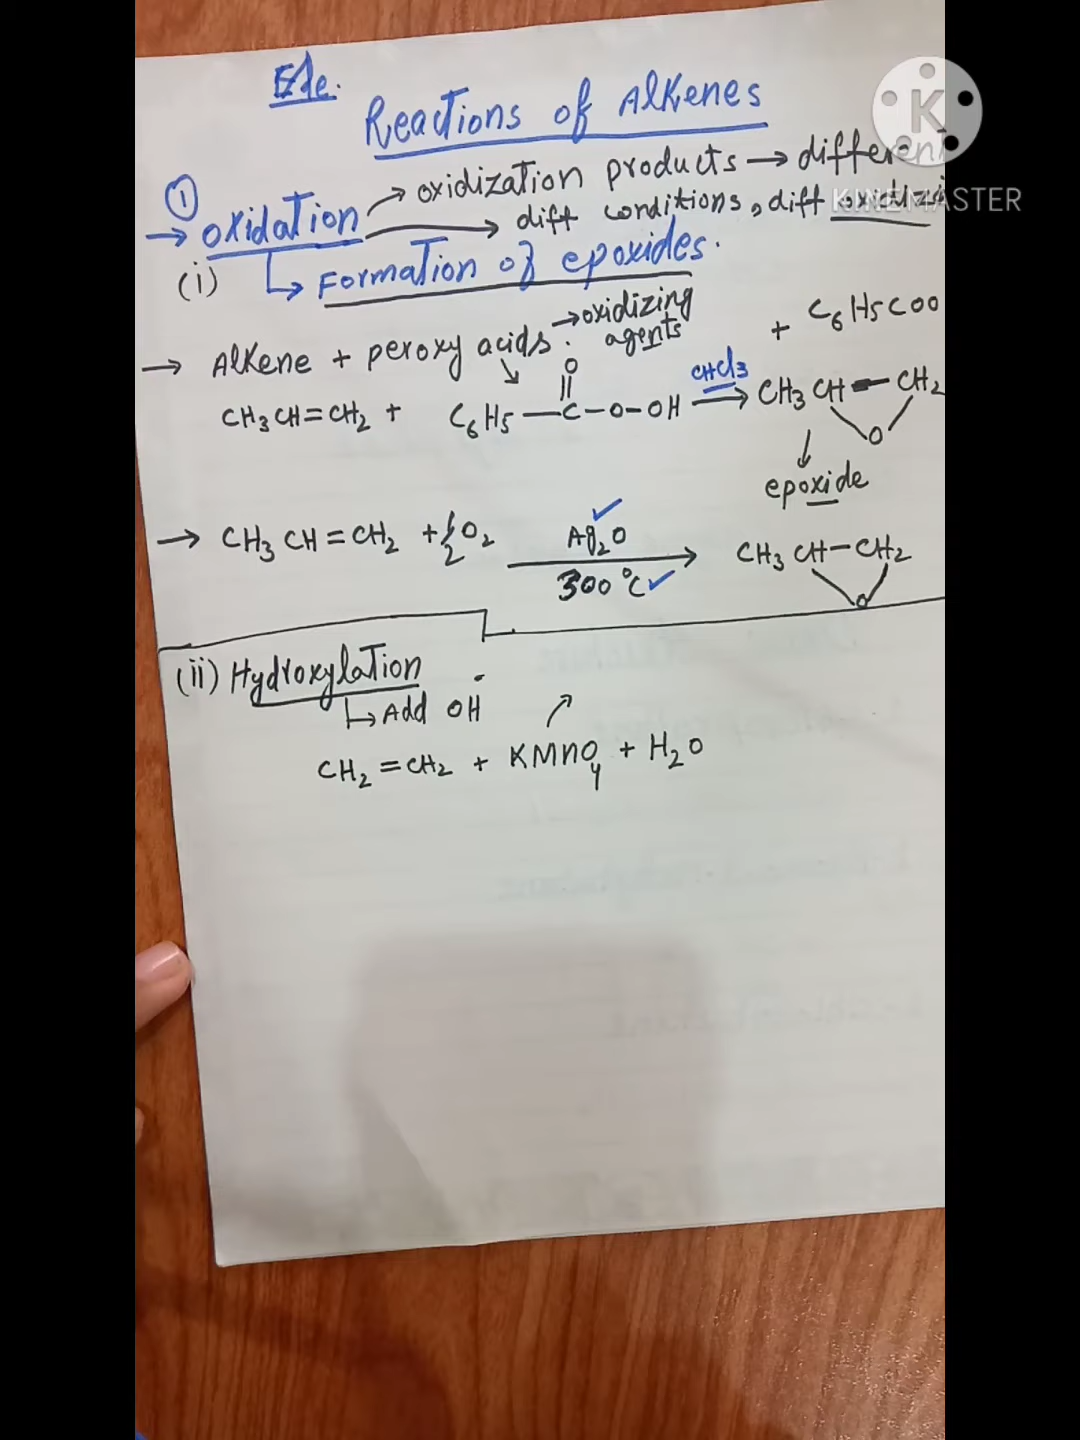 Reactions of Alkenes
①
→ oxidation → oxidization products → different
→ diff conditions, diff oxidizi
(i) ↳ Formation of epoxides.
→ Alkene + peroxy acids. → oxidizing agents
CH3CH=CH2 + C6H5-C-O-OH CHCl3 → CH3CH-CH2 + C6H5COO
O
O
epoxide
→ CH3CH=CH2 + 1/2O2 Ag2O → CH3CH-CH2
300°C
O
(ii) Hydroxylation
↳ Add OH
CH2=CH2 + KMnO4 + H2O
K
KINEMASTER